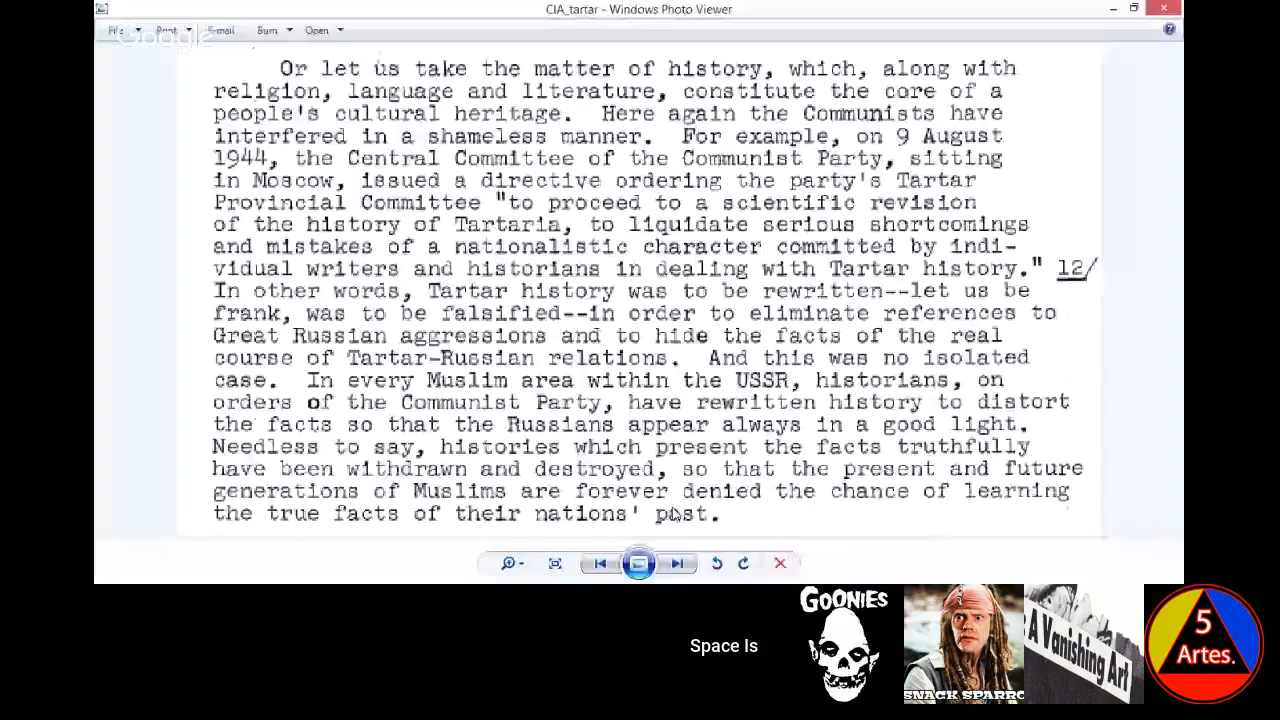 CIA_tartar - Windows Photo Viewer
File Print E-mail Burn Open
Google
Or let us take the matter of history, which, along with
religion, language and literature, constitute the core of a
people's cultural heritage. Here again the Communists have
interfered in a shameless manner. For example, on 9 August
1944, the Central Committee of the Communist Party, sitting
in Moscow, issued a directive ordering the party's Tartar
Provincial Committee "to proceed to a scientific revision
of the history of Tartaria, to liquidate serious shortcomings
and mistakes of a nationalistic character committed by indi-
vidual writers and historians in dealing with Tartar history." 12/
In other words, Tartar history was to be rewritten--let us be
frank, was to be falsified--in order to eliminate references to
Great Russian aggressions and to hide the facts of the real
course of Tartar-Russian relations. And this was no isolated
case. In every Muslim area within the USSR, historians, on
orders of the Communist Party, have rewritten history to distort
the facts so that the Russians appear always in a good light.
Needless to say, histories which present the facts truthfully
have been withdrawn and destroyed, so that the present and future
generations of Muslims are forever denied the chance of learning
the true facts of their nations' past.
Space Is
GOONIES
SNACK SPARRO
: A Vanishing Art
5
Artes.